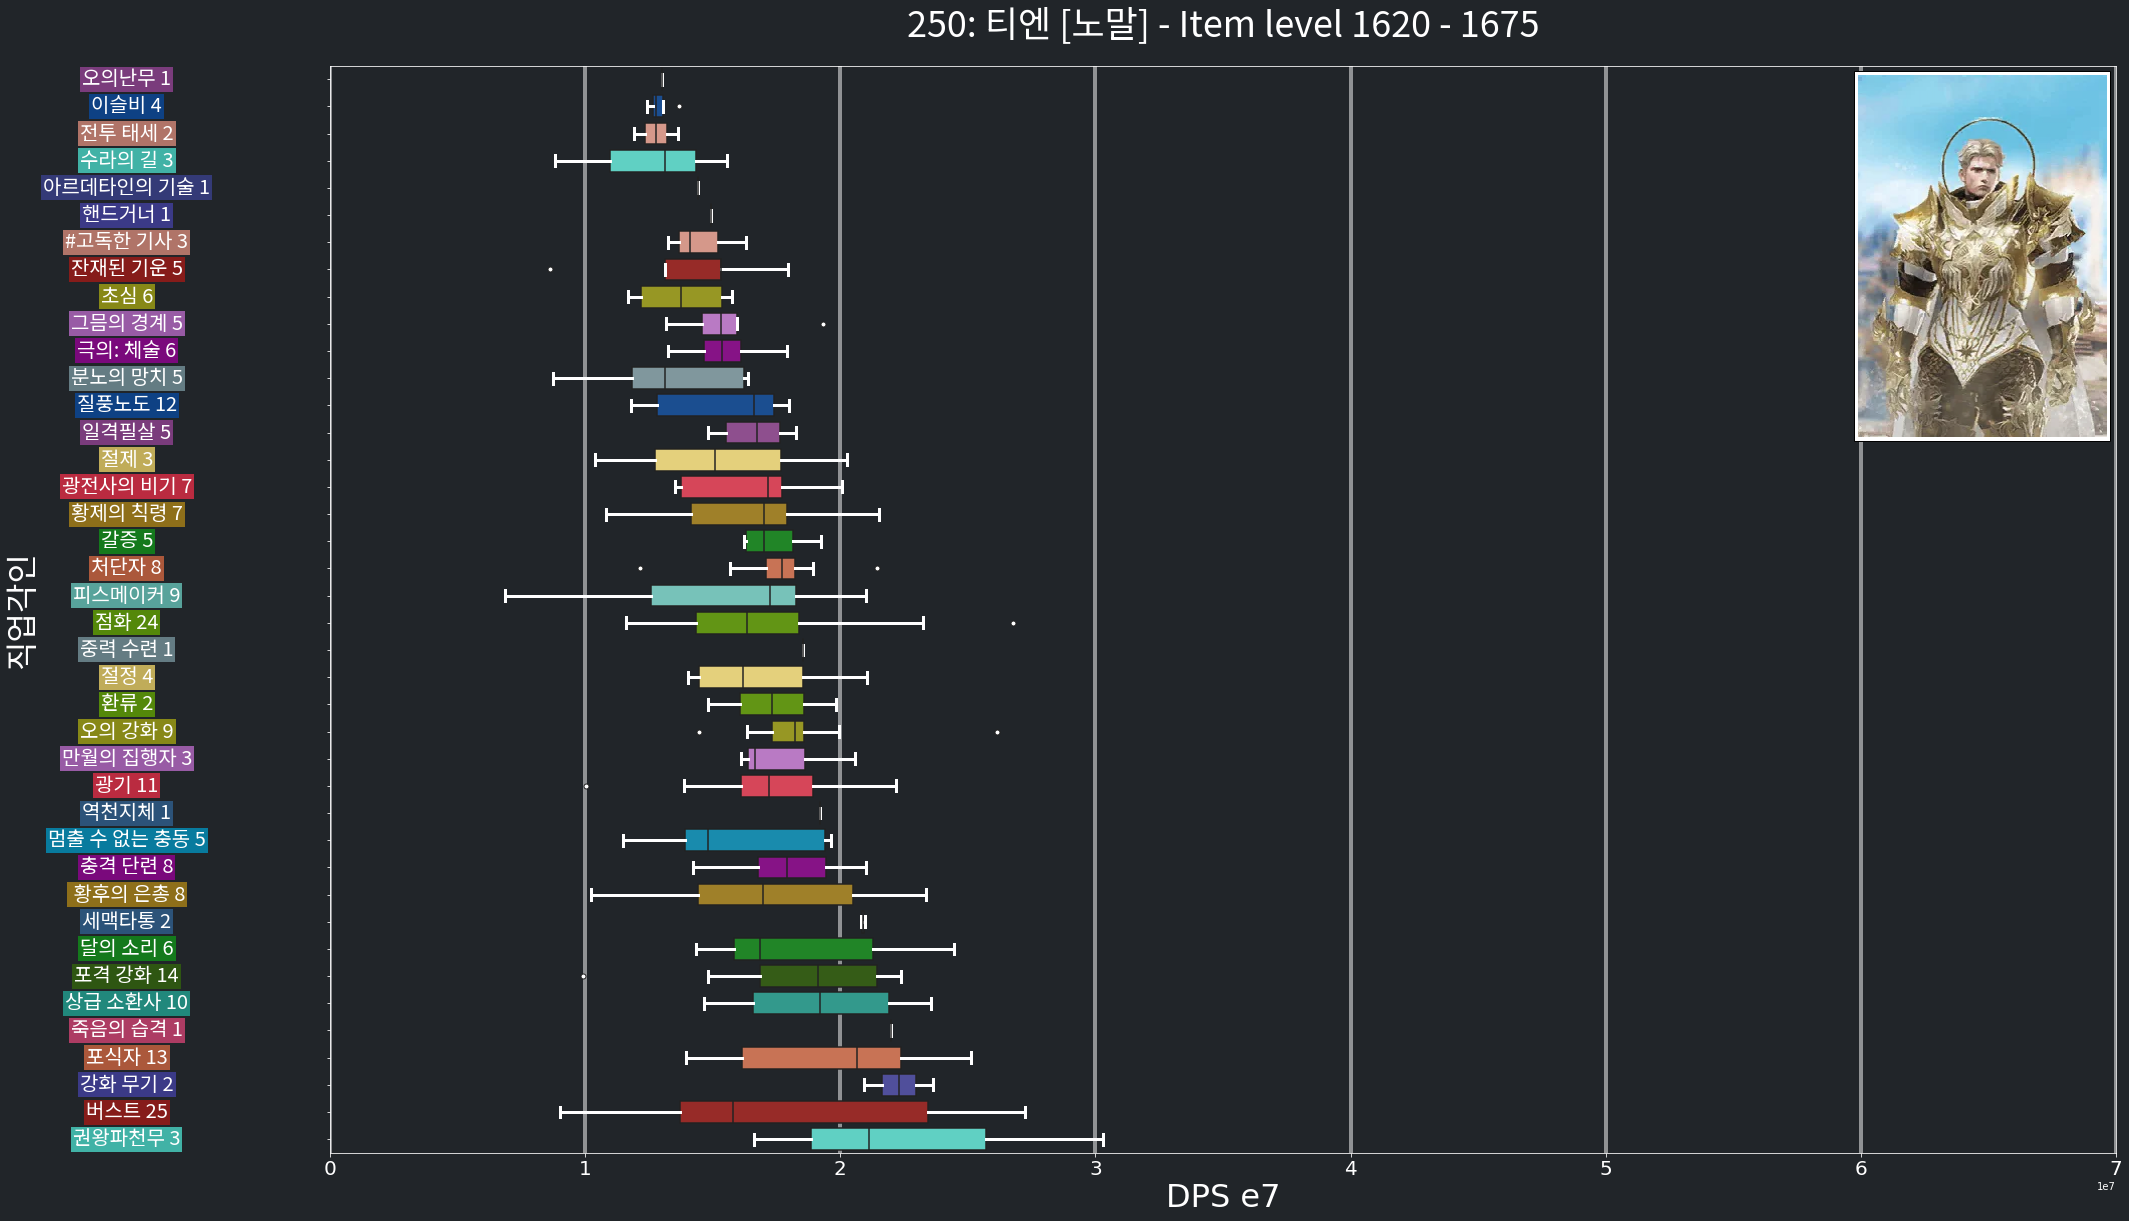 250: 티엔 [노말] - Item level 1620 - 1675
오의난무 1
이슬비 4
전투 태세 2
수라의 길 3
아르데타인의 기술 1
핸드거너 1
#고독한 기사 3
잔재된 기운 5
초심 6
그믐의 경계 5
극의: 체술 6
분노의 망치 5
질풍노도 12
일격필살 5
절제 3
광전사의 비기 7
황제의 칙령 7
갈증 5
처단자 8
피스메이커 9
점화 24
중력 수련 1
절정 4
환류 2
오의 강화 9
만월의 집행자 3
광기 11
역천지체 1
멈출 수 없는 충동 5
충격 단련 8
황후의 은총 8
세맥타통 2
달의 소리 6
포격 강화 14
상급 소환사 10
죽음의 습격 1
포식자 13
강화 무기 2
버스트 25
권왕파천무 3
직업각인
0 1 2 3 4 5 6 7
1e7
DPS e7